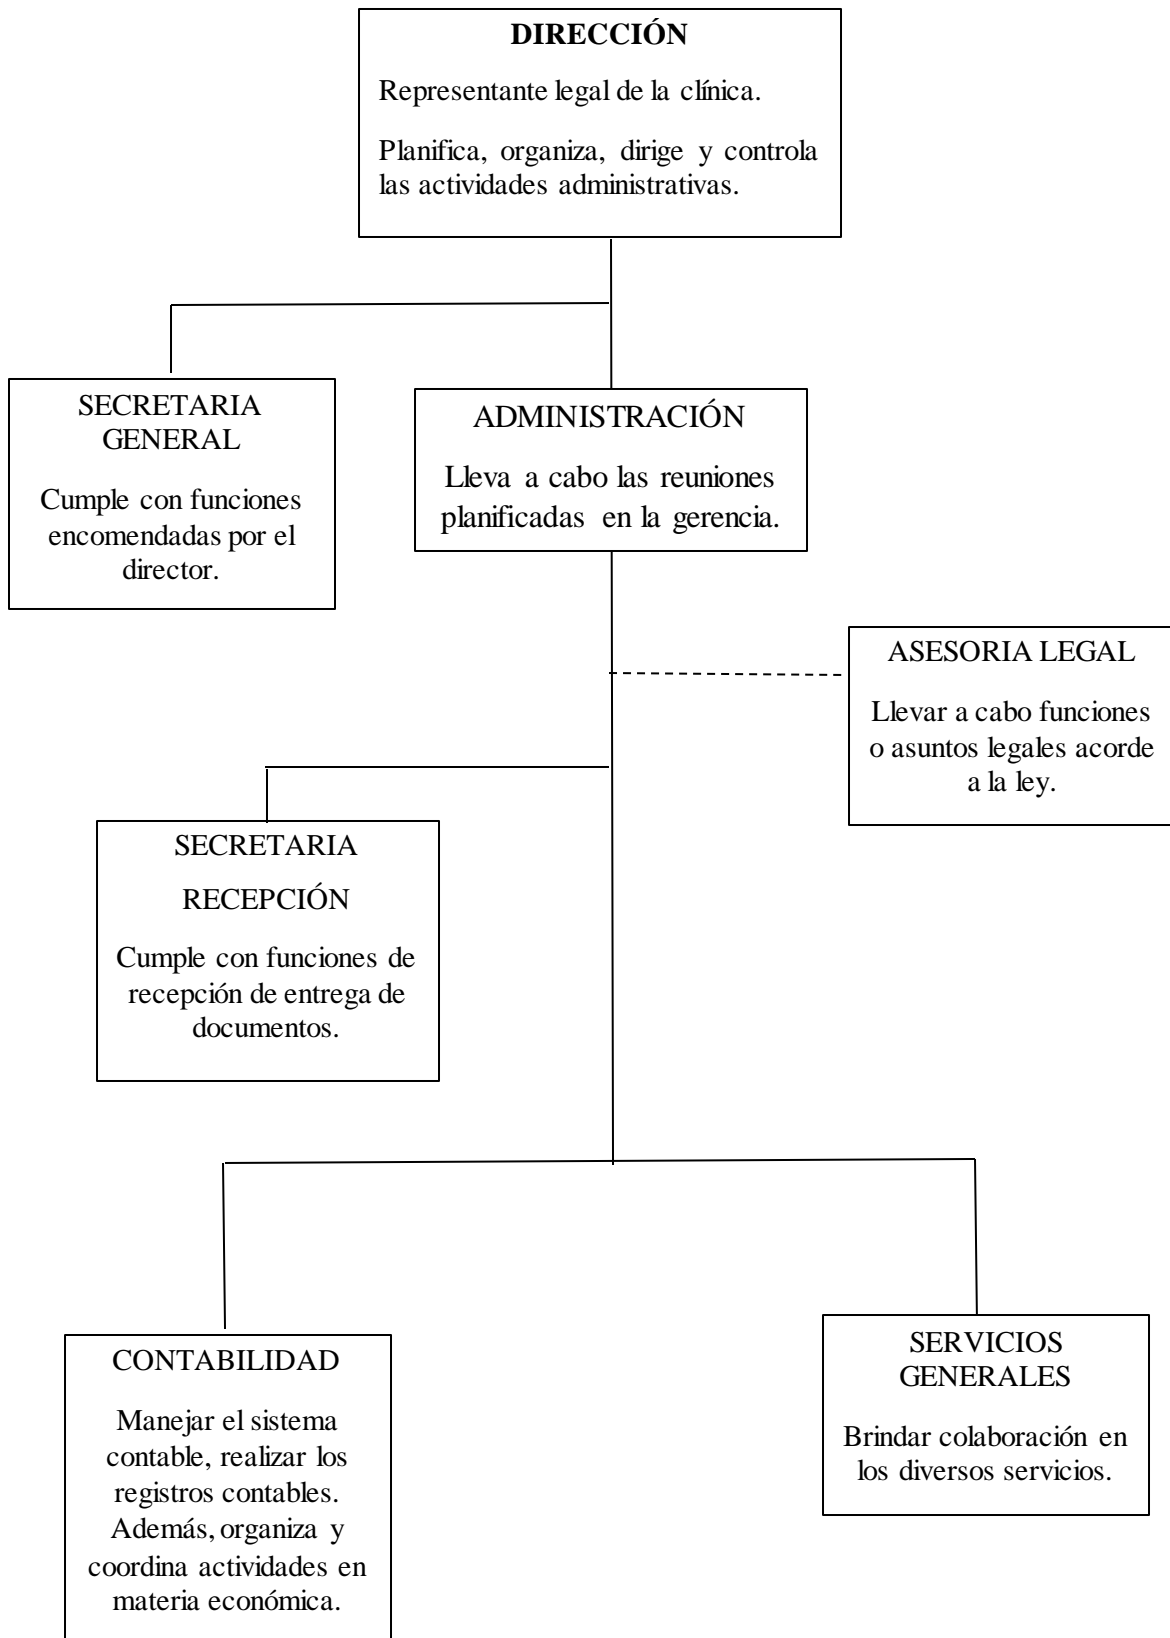 DIRECCIÓN
Representante legal de la clínica.
Planifica, organiza, dirige y controla
las actividades administrativas.
SECRETARIA
GENERAL
Cumple con funciones
encomendadas por el
director.
ADMINISTRACIÓN
Lleva a cabo las reuniones
planificadas en la gerencia.
ASESORIA LEGAL
Llevar a cabo funciones
o asuntos legales acorde
a la ley.
SECRETARIA
RECEPCIÓN
Cumple con funciones de
recepción de entrega de
documentos.
CONTABILIDAD
Manejar el sistema
contable, realizar los
registros contables.
Además, organiza y
coordina actividades en
materia económica.
SERVICIOS
GENERALES
Brindar colaboración en
los diversos servicios.